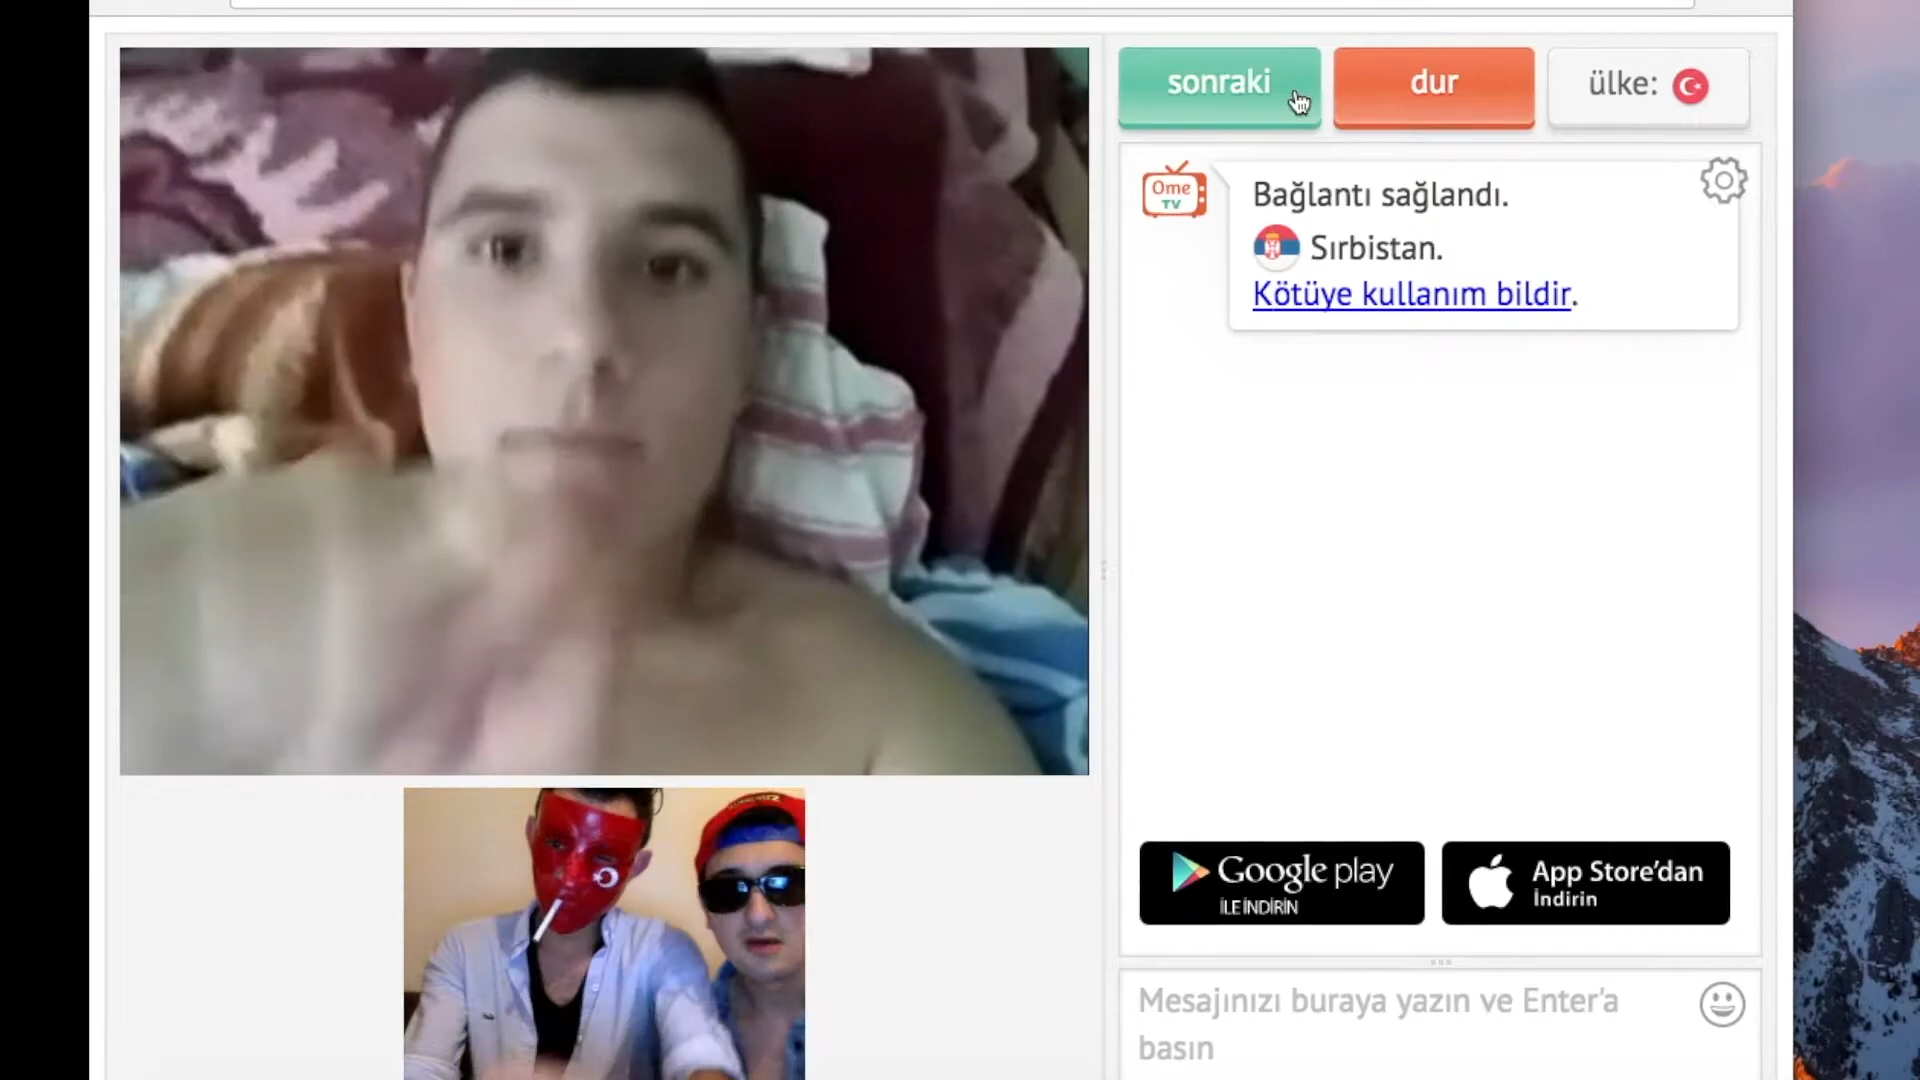 sonraki
dur
ülke:
Ome
TV
Bağlantı sağlandı.
Sırbistan.
Kötüye kullanım bildir.
Google play
İLE İNDİRİN
App Store'dan
İndirin
Mesajınızı buraya yazın ve Enter'a
basın